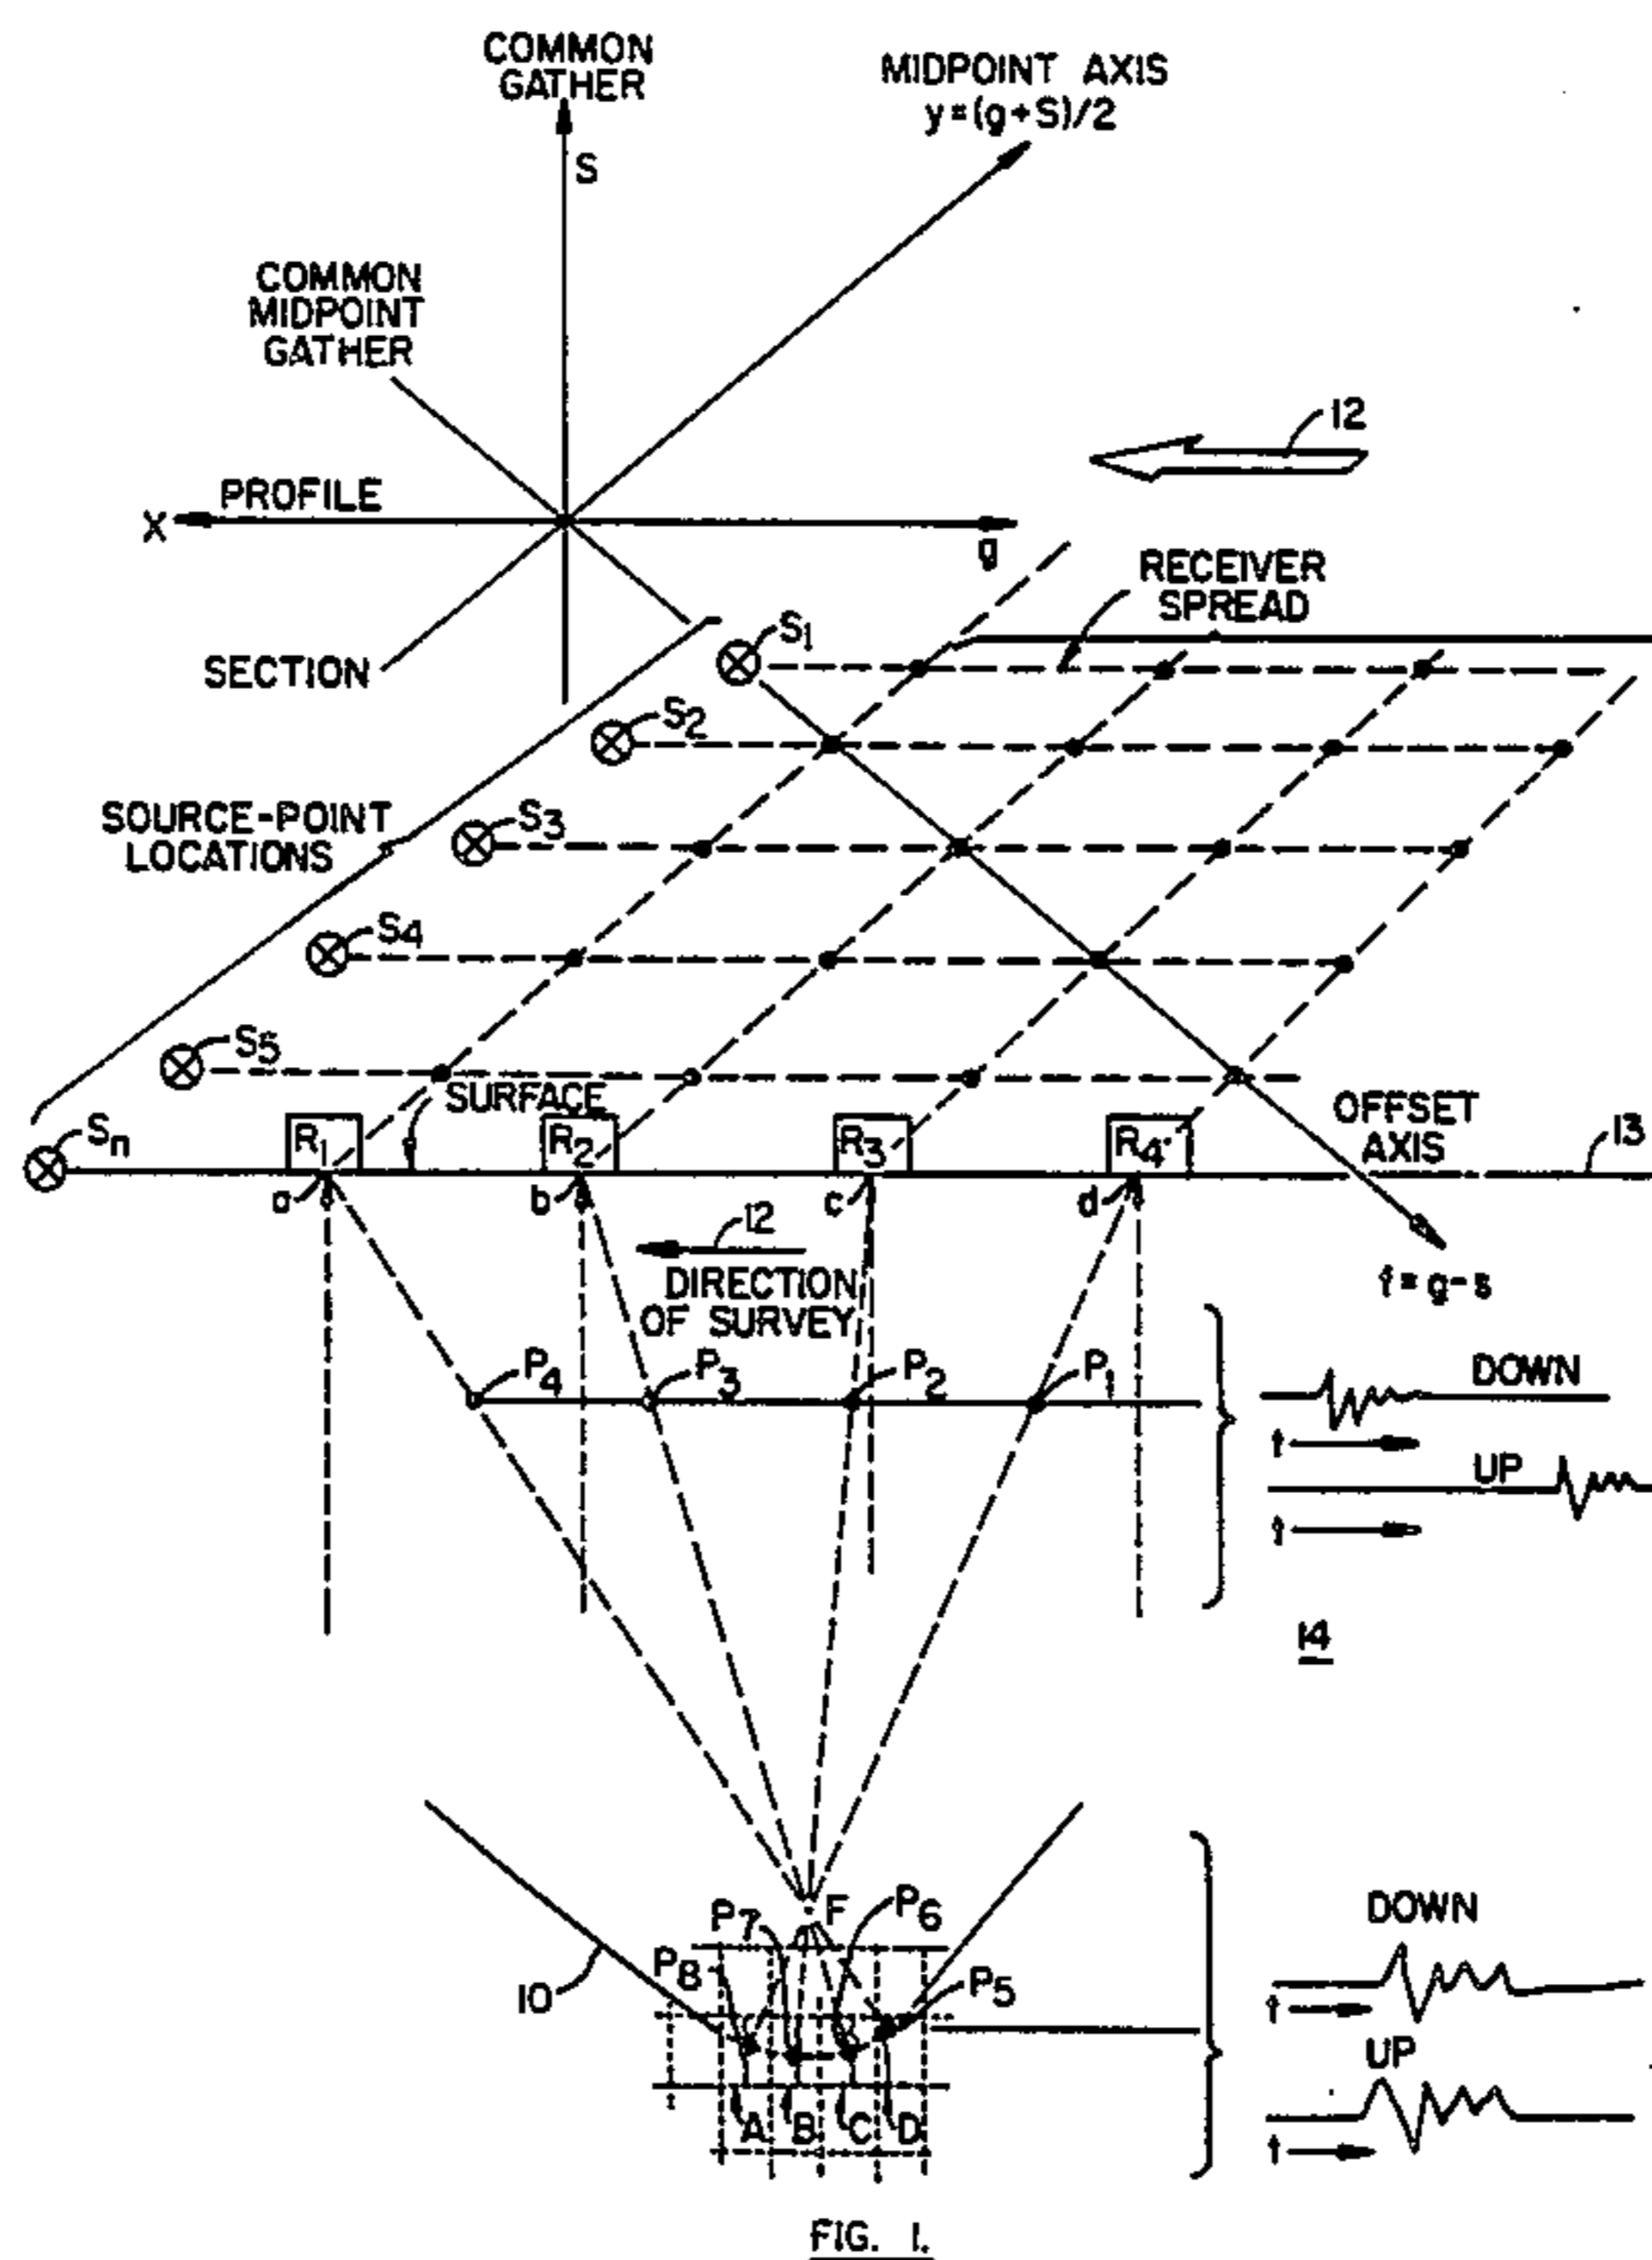 COMMON
GATHER
S
MIDPOINT AXIS
y=(g+S)/2
COMMON
MIDPOINT
GATHER
12
PROFILE
X
g
SECTION
RECEIVER
SPREAD
S1
S2
SOURCE-POINT
LOCATIONS
S3
S4
S5
SURFACE
Sn
R1
R2
R3
R4
OFFSET
AXIS
13
a
b
c
d
12
DIRECTION
OF SURVEY
f=g-s
P4
P3
P2
P1
DOWN
t
UP
t
14
F
P7
P6
P8
P5
10
DOWN
t
UP
t
A
B
C
D
FIG. 1.